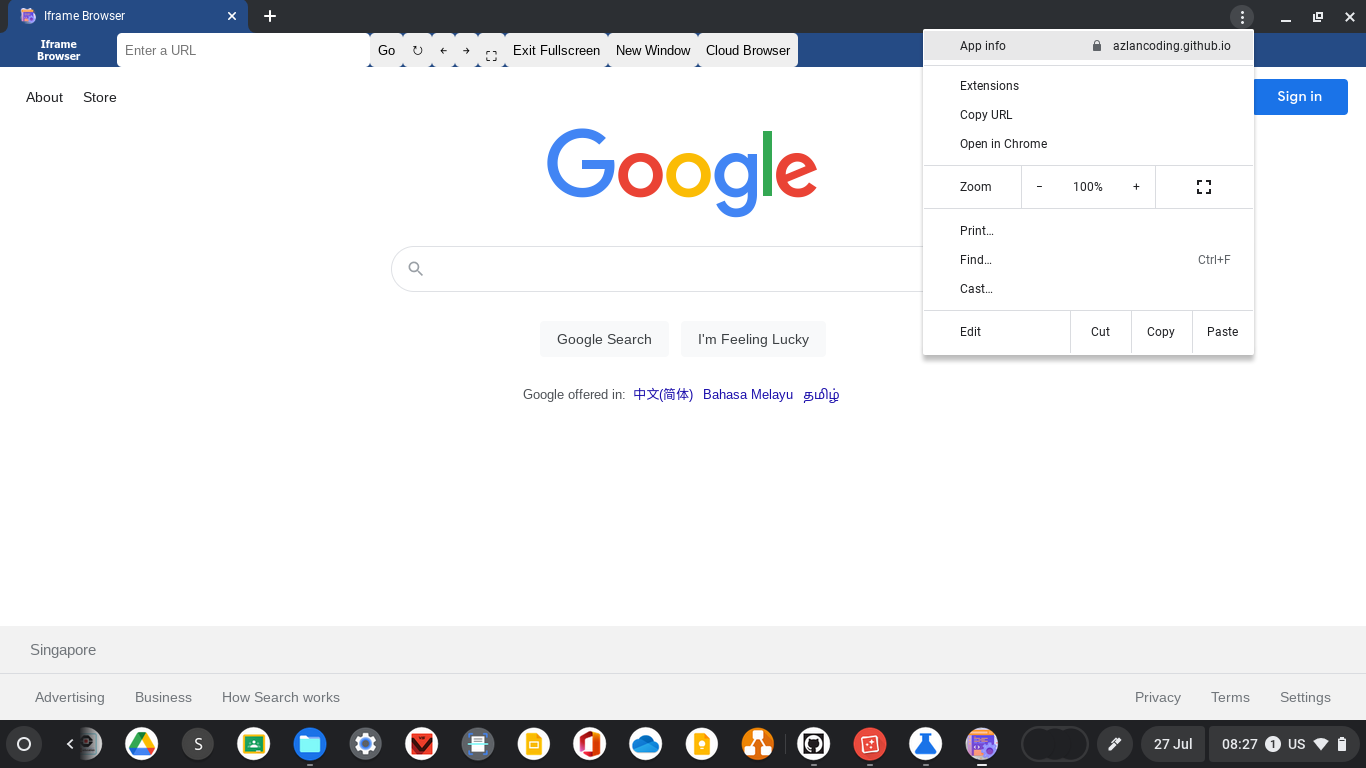 Iframe Browser
Iframe
Browser
Enter a URL
Go ↻ ← → Exit Fullscreen New Window Cloud Browser
App info azlancoding.github.io
Extensions
Copy URL
Open in Chrome
Zoom − 100% +
Print…
Find… Ctrl+F
Cast…
Edit Cut Copy Paste
About Store
Sign in
Google
Google Search I'm Feeling Lucky
Google offered in: 中文(简体) Bahasa Melayu தமிழ்
Singapore
Advertising Business How Search works
Privacy Terms Settings
S
27 Jul
08:27 1 US